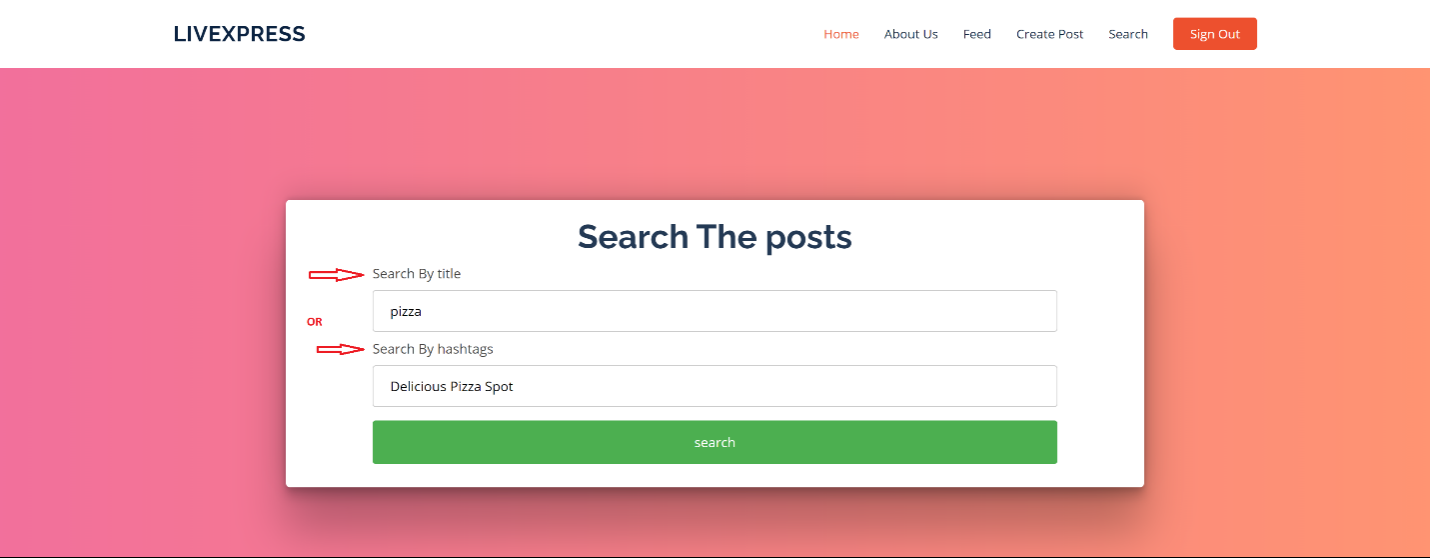 LIVEXPRESS
Home About Us Feed Create Post Search Sign Out
Search The posts
Search By title
pizza
OR
Search By hashtags
Delicious Pizza Spot
search